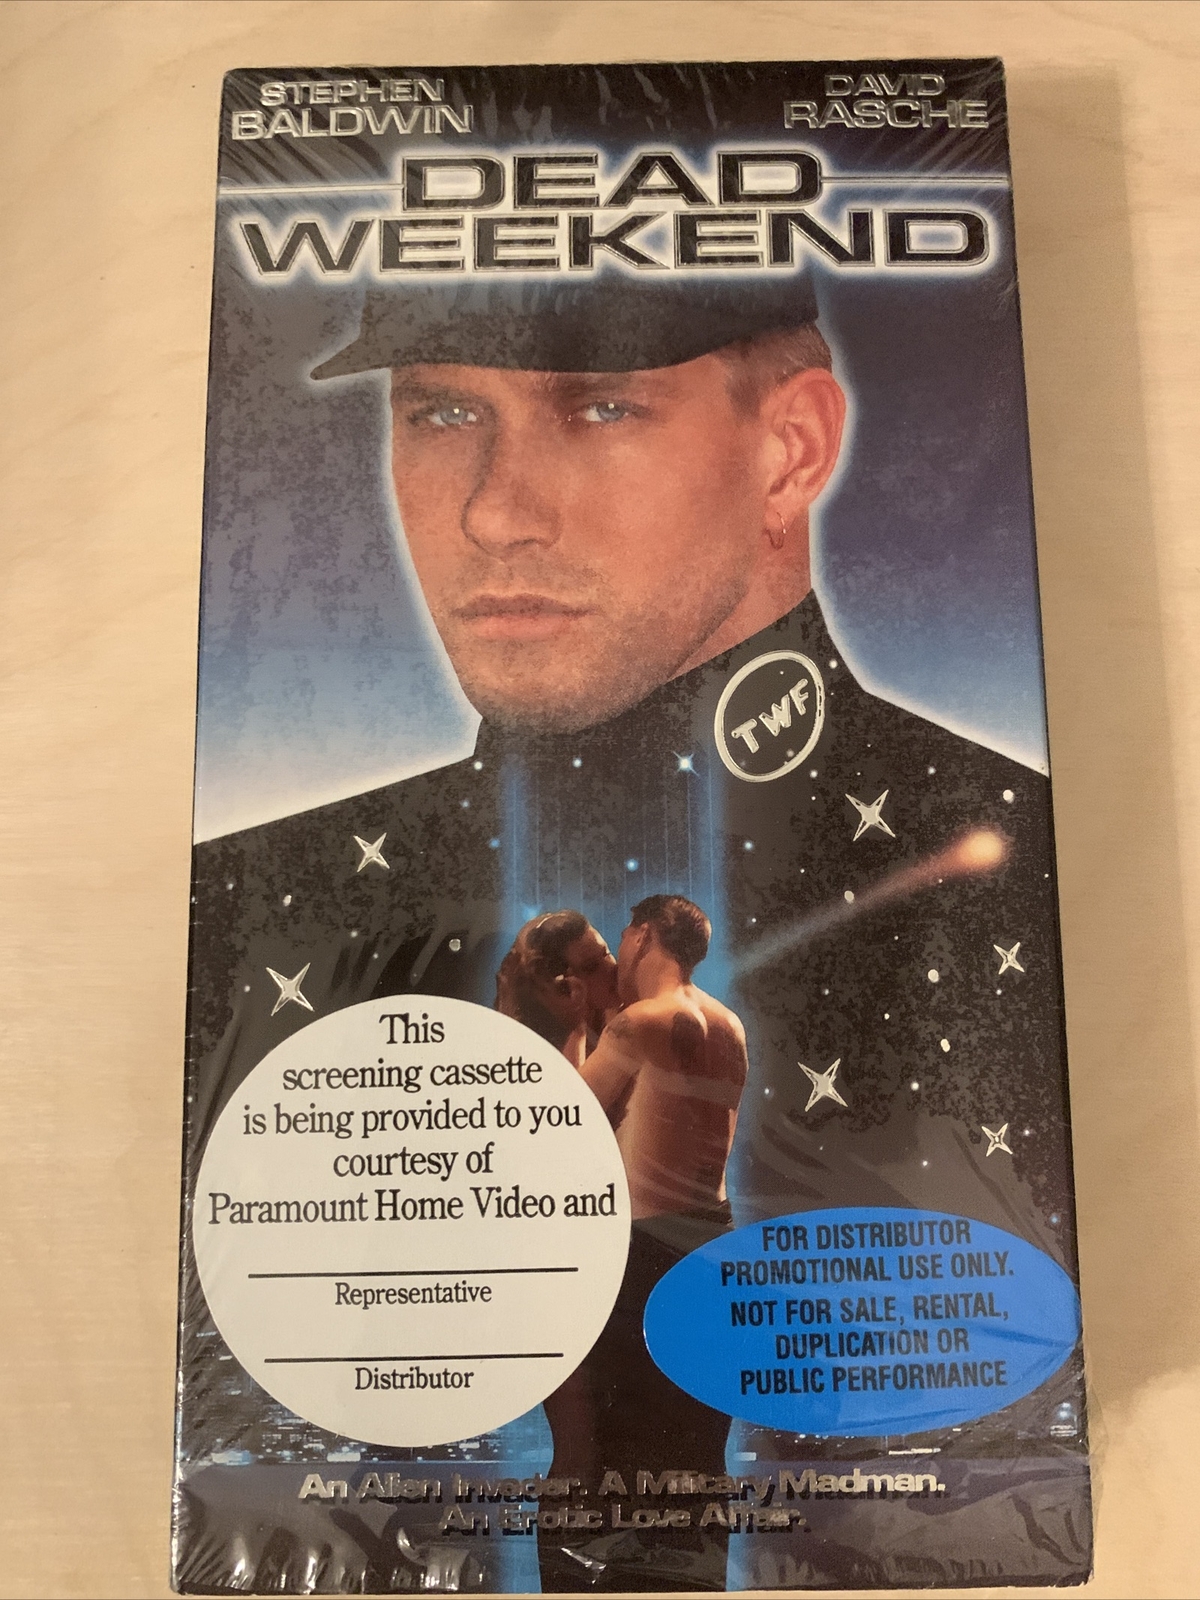 STEPHEN
BALDWIN
DAVID
RASCHE
DEAD
WEEKEND
TWF
This
screening cassette
is being provided to you
courtesy of
Paramount Home Video and
Representative
Distributor
FOR DISTRIBUTOR
PROMOTIONAL USE ONLY.
NOT FOR SALE, RENTAL,
DUPLICATION OR
PUBLIC PERFORMANCE
An Alien Invader. A Military Madman.
An Erotic Love Affair.